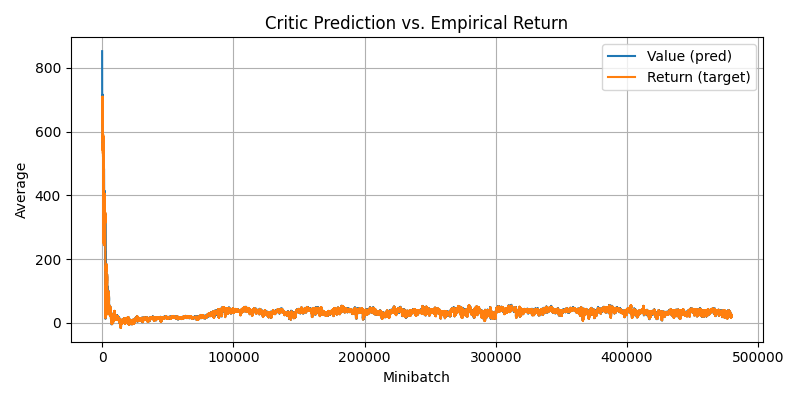 Critic Prediction vs. Empirical Return
Value (pred)
Return (target)
Average
800
600
400
200
0
0 100000 200000 300000 400000 500000
Minibatch